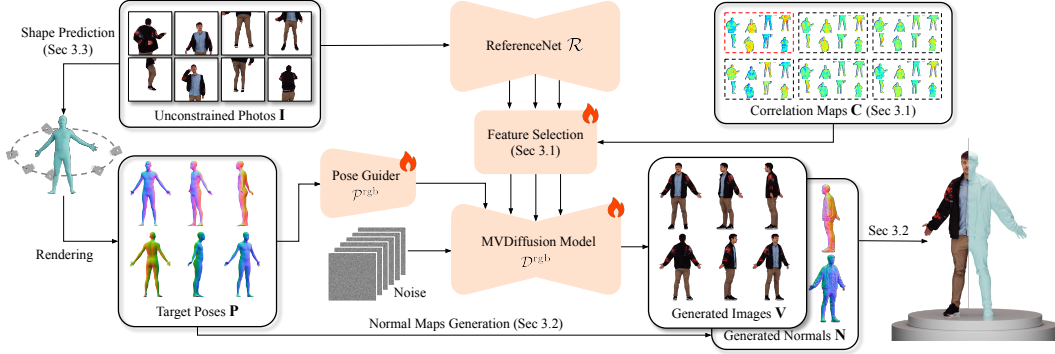 Shape Prediction
(Sec 3.3)
Unconstrained Photos I
ReferenceNet R
Correlation Maps C (Sec 3.1)
Feature Selection
(Sec 3.1)
Pose Guider
P^rgb
Rendering
Target Poses P
Noise
MVDiffusion Model
D^rgb
Generated Images V
Generated Normals N
Sec 3.2
Normal Maps Generation (Sec 3.2)